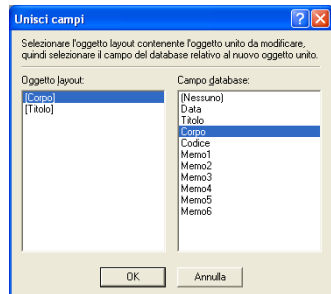 Unisci campi
Selezionare l'oggetto layout contenente l'oggetto unito da modificare,
quindi selezionare il campo del database relativo al nuovo oggetto unito.
Oggetto layout:
[Corpo]
[Titolo]
Campo database:
(Nessuno)
Data
Titolo
Corpo
Codice
Memo1
Memo2
Memo3
Memo4
Memo5
Memo6
OK
Annulla